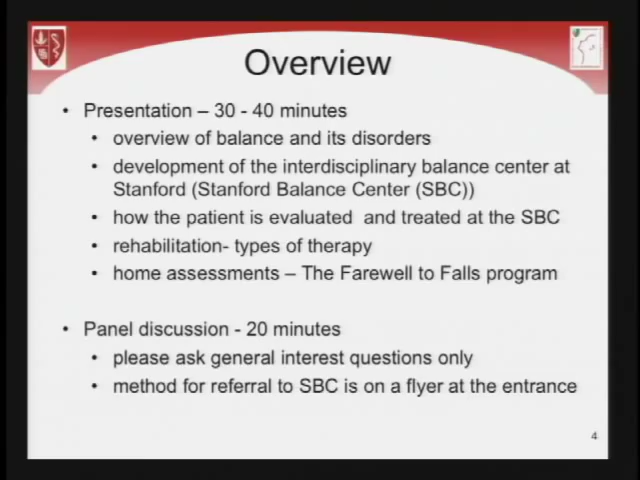 Overview
• Presentation – 30 - 40 minutes
• overview of balance and its disorders
• development of the interdisciplinary balance center at
Stanford (Stanford Balance Center (SBC))
• how the patient is evaluated and treated at the SBC
• rehabilitation- types of therapy
• home assessments – The Farewell to Falls program
• Panel discussion - 20 minutes
• please ask general interest questions only
• method for referral to SBC is on a flyer at the entrance
4